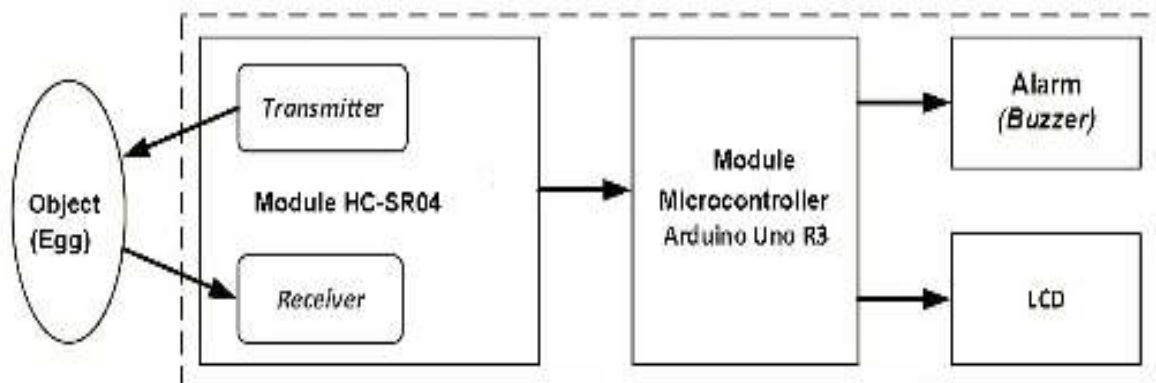 Object
(Egg)
Transmitter
Module HC-SR04
Receiver
Module
Microcontroller
Arduino Uno R3
Alarm
(Buzzer)
LCD